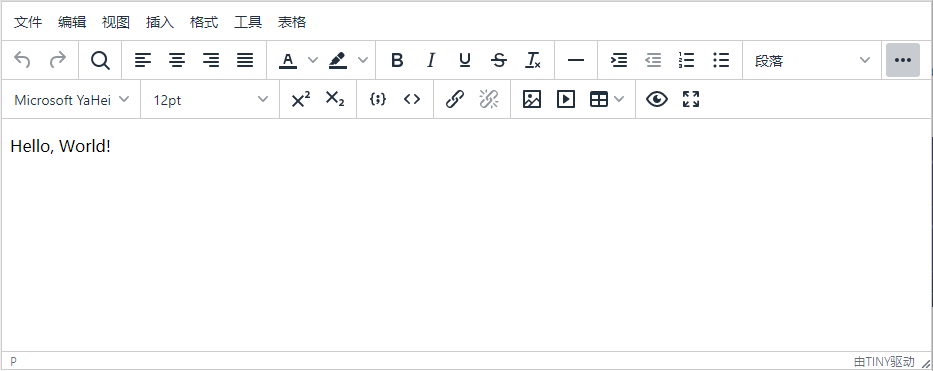 文件 编辑 视图 插入 格式 工具 表格
段落
Microsoft YaHei 12pt
Hello, World!
P 由TINY驱动